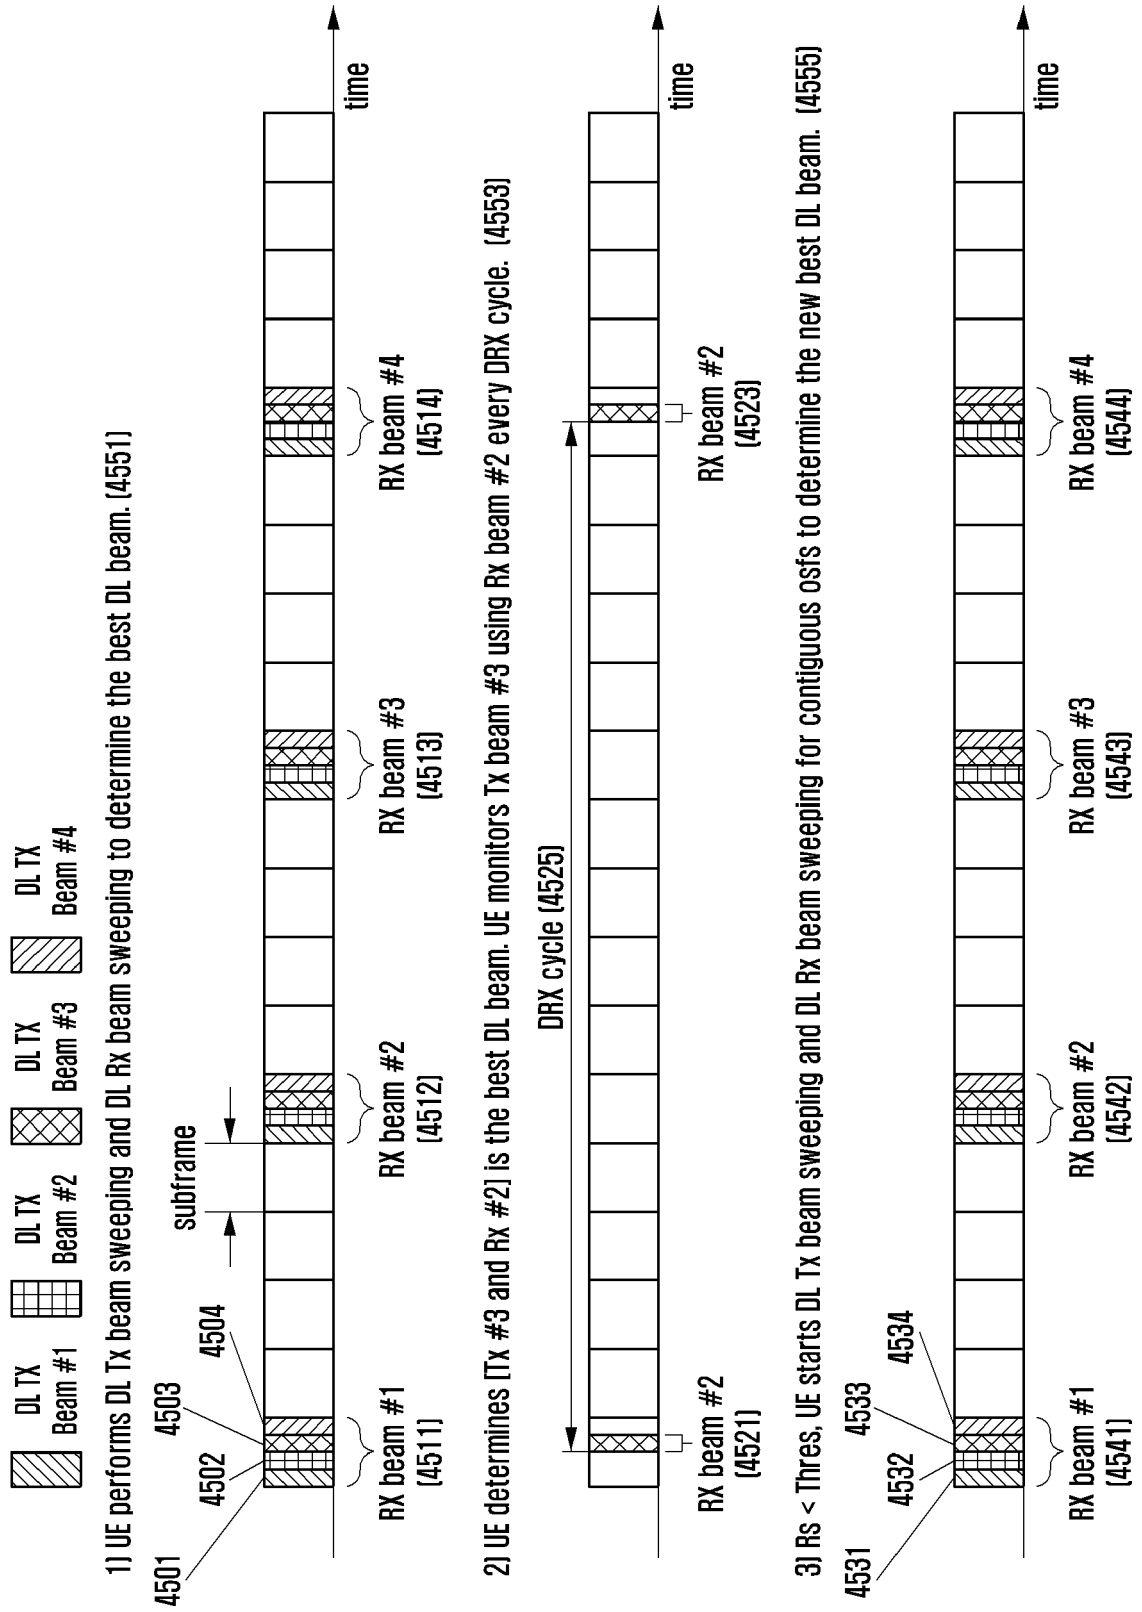 DL TX
Beam #1
DL TX
Beam #2
DL TX
Beam #3
DL TX
Beam #4
1) UE performs DL Tx beam sweeping and DL Rx beam sweeping to determine the best DL beam. (4551)
4501
4502
4503
4504
subframe
time
RX beam #1
(4511)
RX beam #2
(4512)
RX beam #3
(4513)
RX beam #4
(4514)
2) UE determines [Tx #3 and Rx #2] is the best DL beam. UE monitors Tx beam #3 using Rx beam #2 every DRX cycle. (4553)
DRX cycle (4525)
time
RX beam #2
(4521)
RX beam #2
(4523)
3) Rs < Thres, UE starts DL Tx beam sweeping and DL Rx beam sweeping for contiguous osfs to determine the new best DL beam. (4555)
4531
4532
4533
4534
time
RX beam #1
(4541)
RX beam #2
(4542)
RX beam #3
(4543)
RX beam #4
(4544)